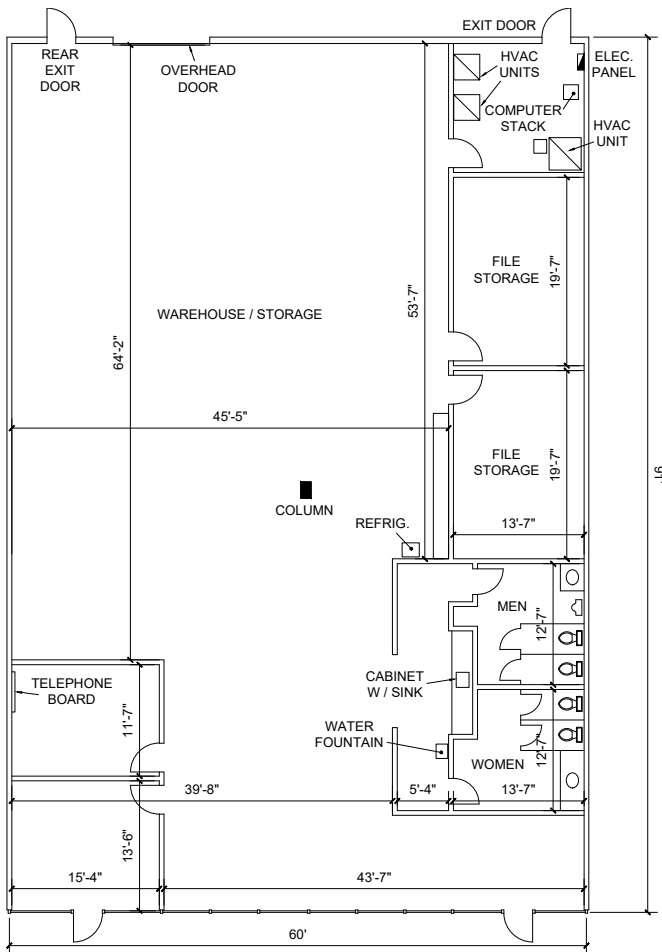 EXIT DOOR
REAR
EXIT
DOOR
OVERHEAD
DOOR
HVAC
UNITS
ELEC.
PANEL
COMPUTER
STACK
HVAC
UNIT
FILE
STORAGE
19'-7"
WAREHOUSE / STORAGE
53'-7"
64'-2"
45'-5"
FILE
STORAGE
19'-7"
91'
COLUMN
13'-7"
REFRIG.
MEN
12'-7"
TELEPHONE
BOARD
CABINET
W / SINK
11'-7"
WATER
FOUNTAIN
WOMEN
12'-7"
39'-8"
5'-4"
13'-7"
13'-6"
15'-4"
43'-7"
60'